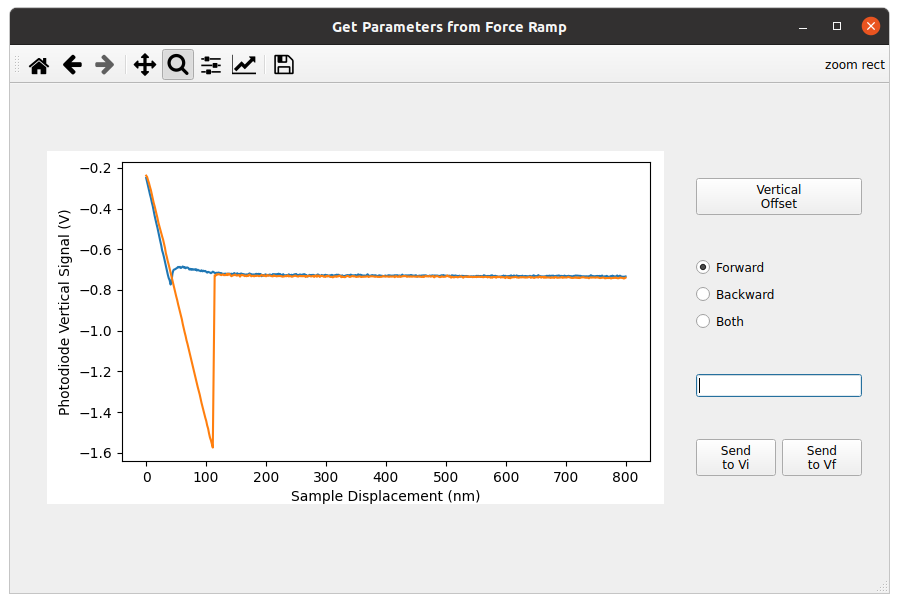 Get Parameters from Force Ramp
zoom rect
−0.2
−0.4
−0.6
−0.8
−1.0
−1.2
−1.4
−1.6
Photodiode Vertical Signal (V)
0 100 200 300 400 500 600 700 800
Sample Displacement (nm)
Vertical
Offset
Forward
Backward
Both
Send
to Vi
Send
to Vf